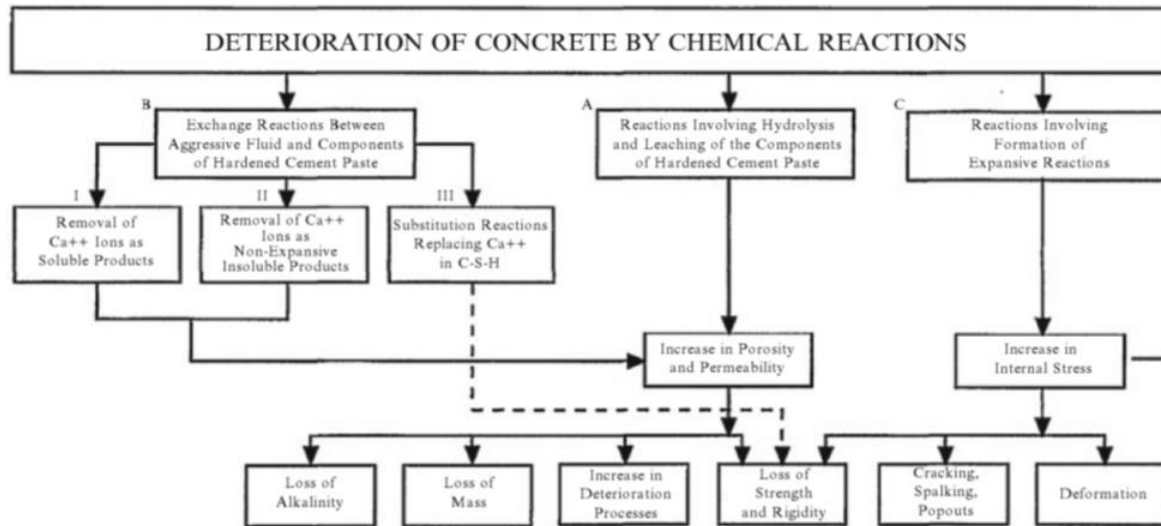 DETERIORATION OF CONCRETE BY CHEMICAL REACTIONS
B
Exchange Reactions Between
Aggressive Fluid and Components
of Hardened Cement Paste
A
Reactions Involving Hydrolysis
and Leaching of the Components
of Hardened Cement Paste
C
Reactions Involving
Formation of
Expansive Reactions
I
Removal of
Ca++ Ions as
Soluble Products
II
Removal of Ca++
Ions as
Non-Expansive
Insoluble Products
III
Substitution Reactions
Replacing Ca++
in C-S-H
Increase in Porosity
and Permeability
Increase in
Internal Stress
Loss of
Alkalinity
Loss of
Mass
Increase in
Deterioration
Processes
Loss of
Strength
and Rigidity
Cracking,
Spalking,
Popouts
Deformation